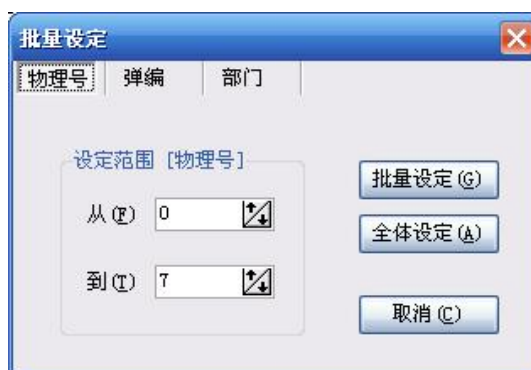 批量设定
物理号 弹编 部门
设定范围 [物理号]
从(F) 0
到(T) 7
批量设定(G)
全体设定(A)
取消(C)